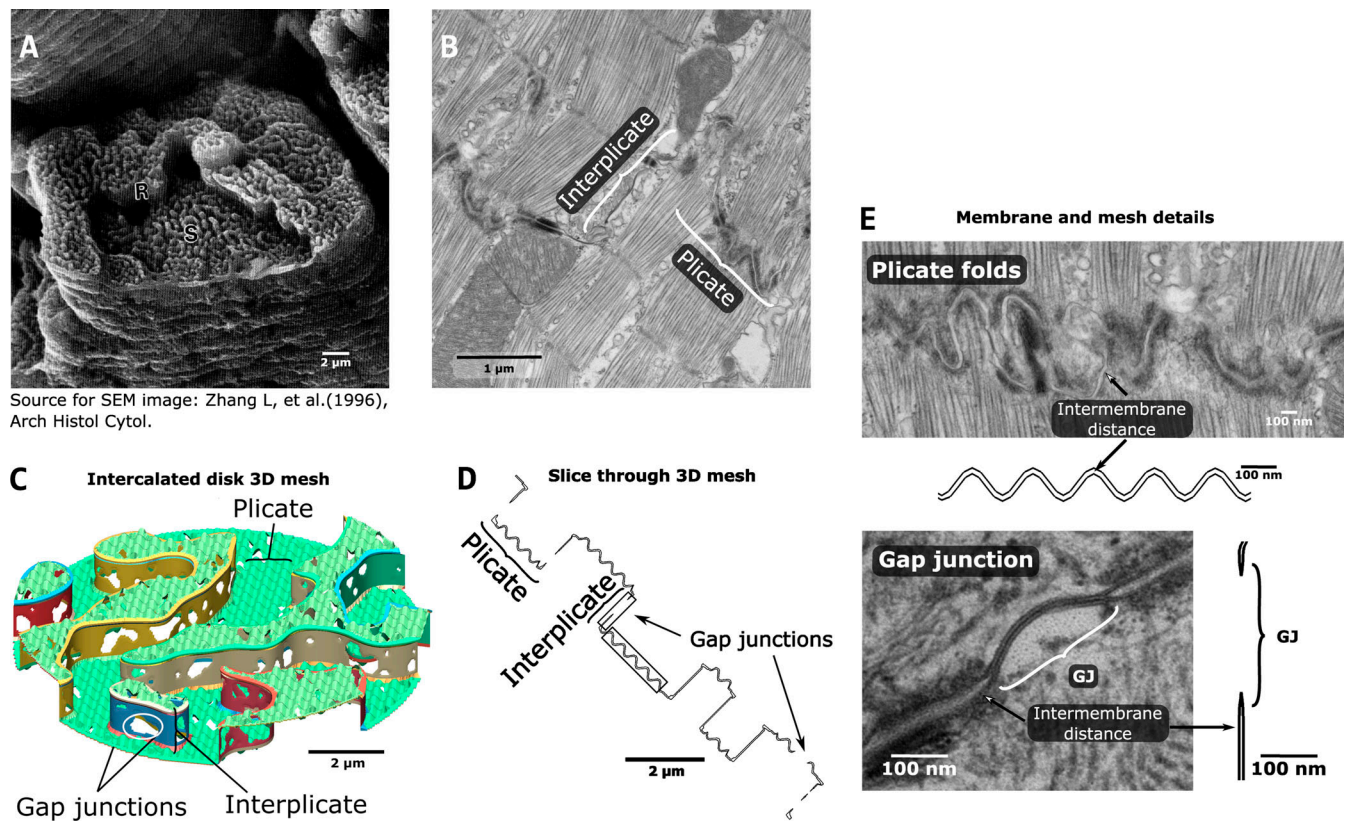 A
R
S
2 µm
Source for SEM image: Zhang L, et al.(1996),
Arch Histol Cytol.
B
Interplicate
Plicate
1 µm
C
Intercalated disk 3D mesh
Plicate
2 µm
Gap junctions
Interplicate
D
Slice through 3D mesh
Plicate
Interplicate
Gap junctions
2 µm
E
Membrane and mesh details
Plicate folds
Intermembrane
distance
100 nm
100 nm
Gap junction
GJ
Intermembrane
distance
100 nm
GJ
100 nm